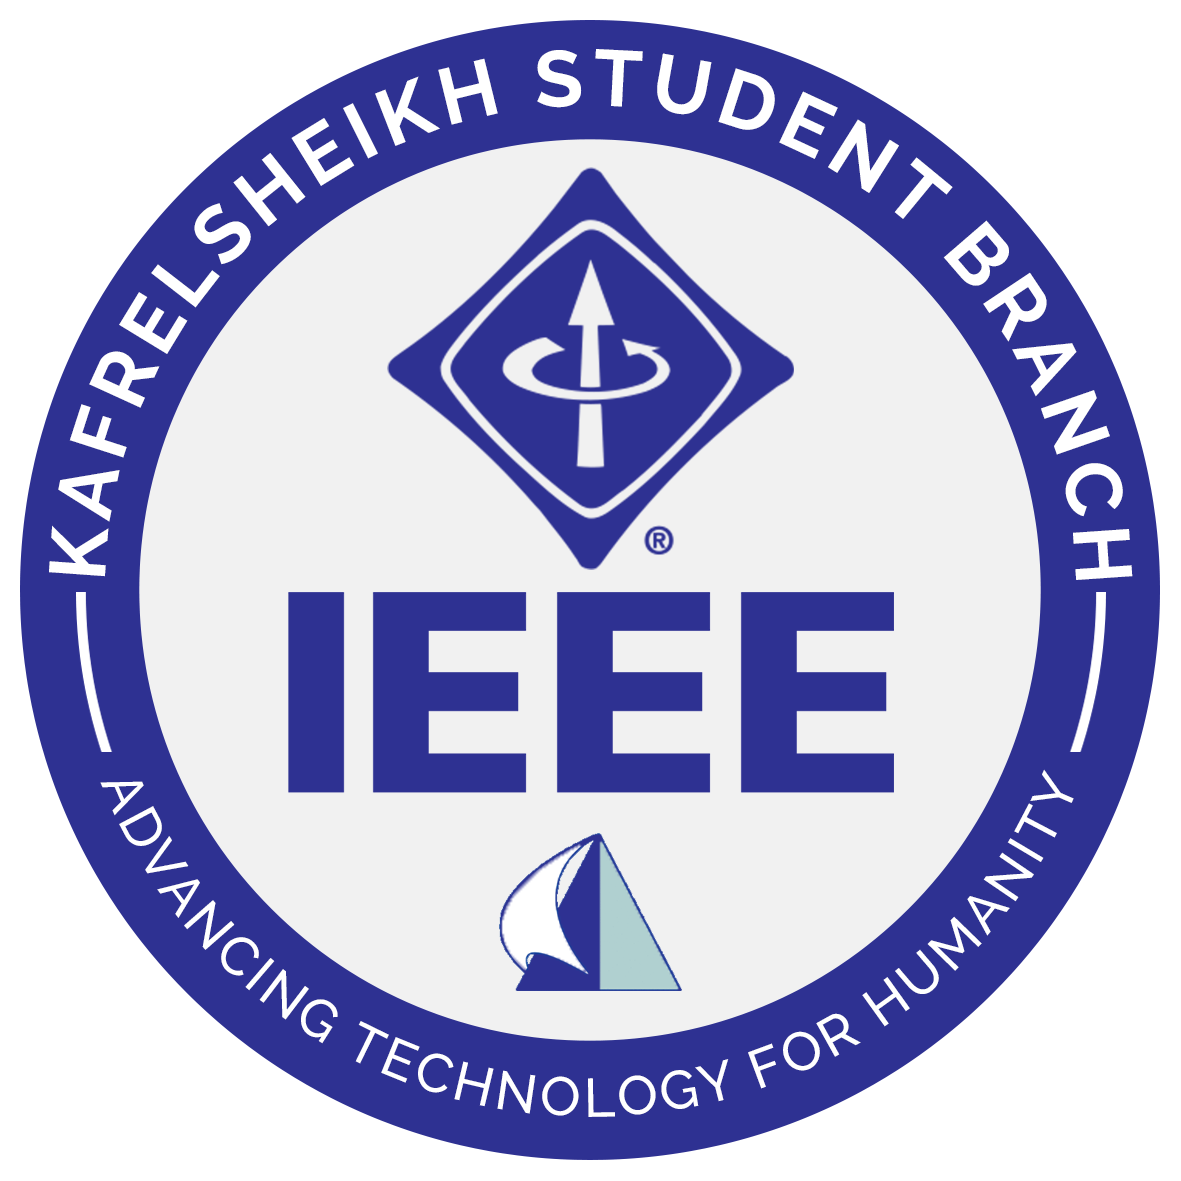 KAFRELSHEIKH STUDENT BRANCH
®
IEEE
ADVANCING TECHNOLOGY FOR HUMANITY